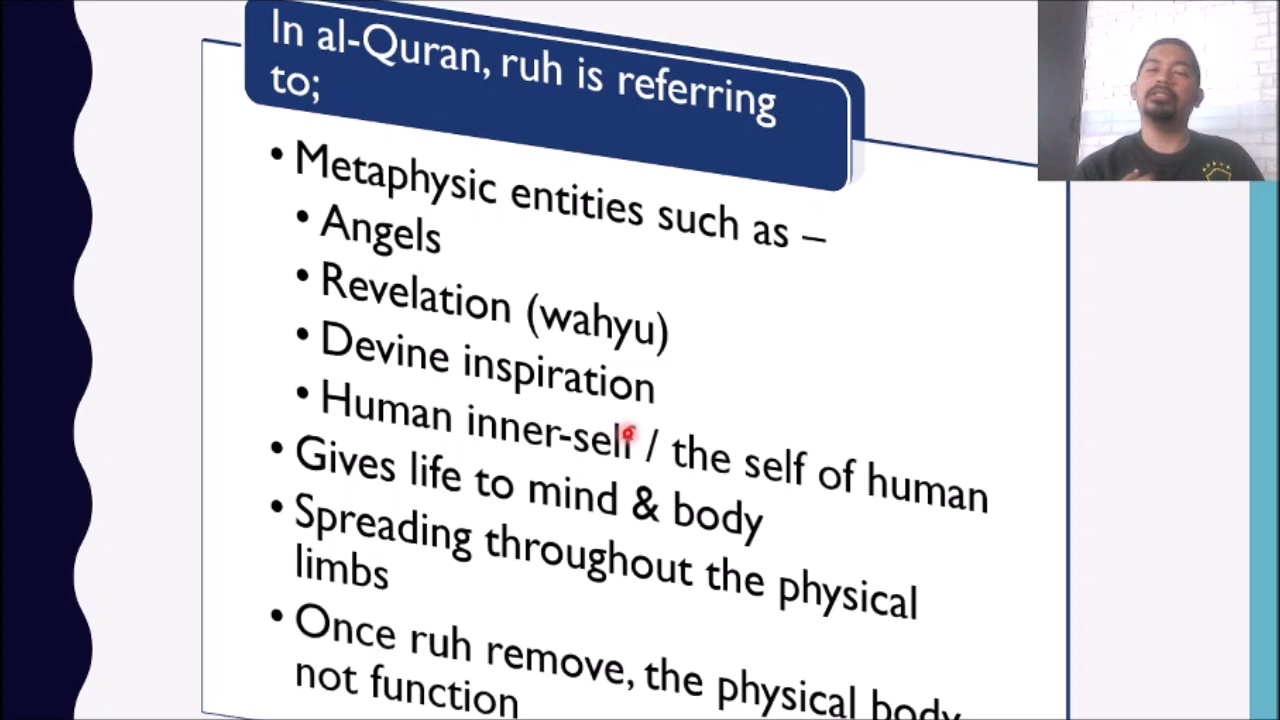 In al-Quran, ruh is referring
to;
• Metaphysic entities such as –
• Angels
• Revelation (wahyu)
• Devine inspiration
• Human inner-self / the self of human
• Gives life to mind & body
• Spreading throughout the physical
limbs
• Once ruh remove, the physical body
not function